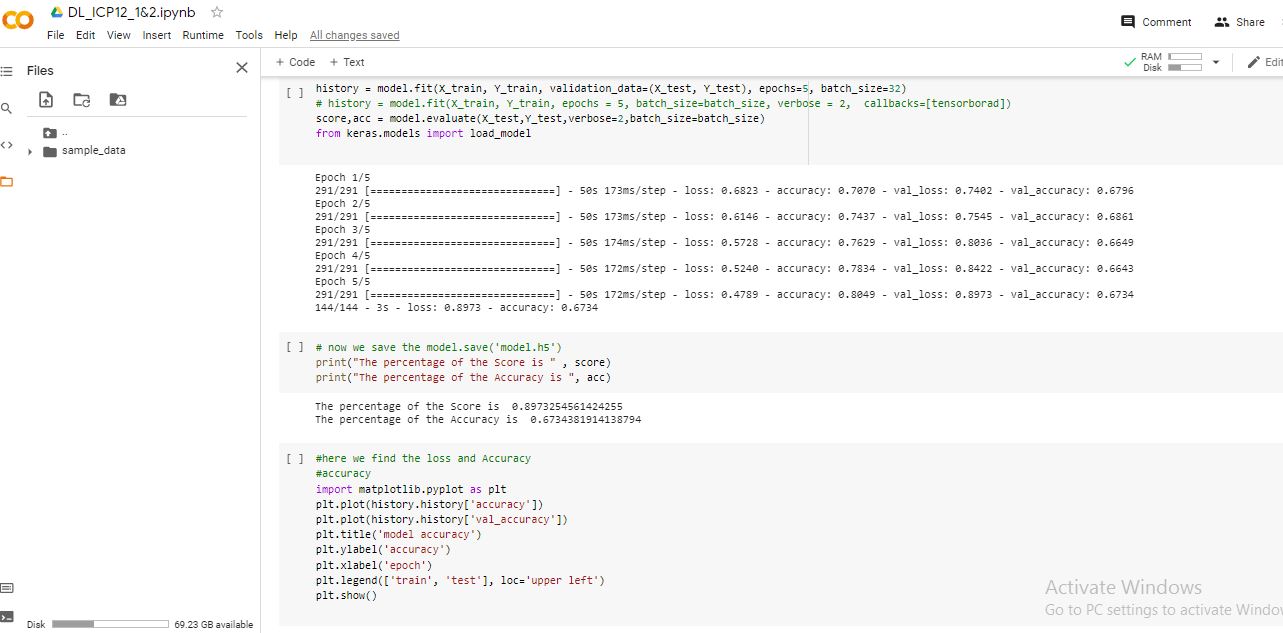 DL_ICP12_1&2.ipynb
File Edit View Insert Runtime Tools Help All changes saved
Comment Share
Files
+ Code + Text
RAM
Disk
Edit
..
sample_data
[ ] history = model.fit(X_train, Y_train, validation_data=(X_test, Y_test), epochs=5, batch_size=32)
# history = model.fit(X_train, Y_train, epochs = 5, batch_size=batch_size, verbose = 2, callbacks=[tensorborad])
score,acc = model.evaluate(X_test,Y_test,verbose=2,batch_size=batch_size)
from keras.models import load_model
Epoch 1/5
291/291 [==============================] - 50s 173ms/step - loss: 0.6823 - accuracy: 0.7070 - val_loss: 0.7402 - val_accuracy: 0.6796
Epoch 2/5
291/291 [==============================] - 50s 173ms/step - loss: 0.6146 - accuracy: 0.7437 - val_loss: 0.7545 - val_accuracy: 0.6861
Epoch 3/5
291/291 [==============================] - 50s 174ms/step - loss: 0.5728 - accuracy: 0.7629 - val_loss: 0.8036 - val_accuracy: 0.6649
Epoch 4/5
291/291 [==============================] - 50s 172ms/step - loss: 0.5240 - accuracy: 0.7834 - val_loss: 0.8422 - val_accuracy: 0.6643
Epoch 5/5
291/291 [==============================] - 50s 172ms/step - loss: 0.4789 - accuracy: 0.8049 - val_loss: 0.8973 - val_accuracy: 0.6734
144/144 - 3s - loss: 0.8973 - accuracy: 0.6734
[ ] # now we save the model.save('model.h5')
print("The percentage of the Score is " , score)
print("The percentage of the Accuracy is ", acc)
The percentage of the Score is  0.8973254561424255
The percentage of the Accuracy is  0.6734381914138794
[ ] #here we find the loss and Accuracy
#accuracy
import matplotlib.pyplot as plt
plt.plot(history.history['accuracy'])
plt.plot(history.history['val_accuracy'])
plt.title('model accuracy')
plt.ylabel('accuracy')
plt.xlabel('epoch')
plt.legend(['train', 'test'], loc='upper left')
plt.show()
Activate Windows
Go to PC settings to activate Windo
Disk 69.23 GB available